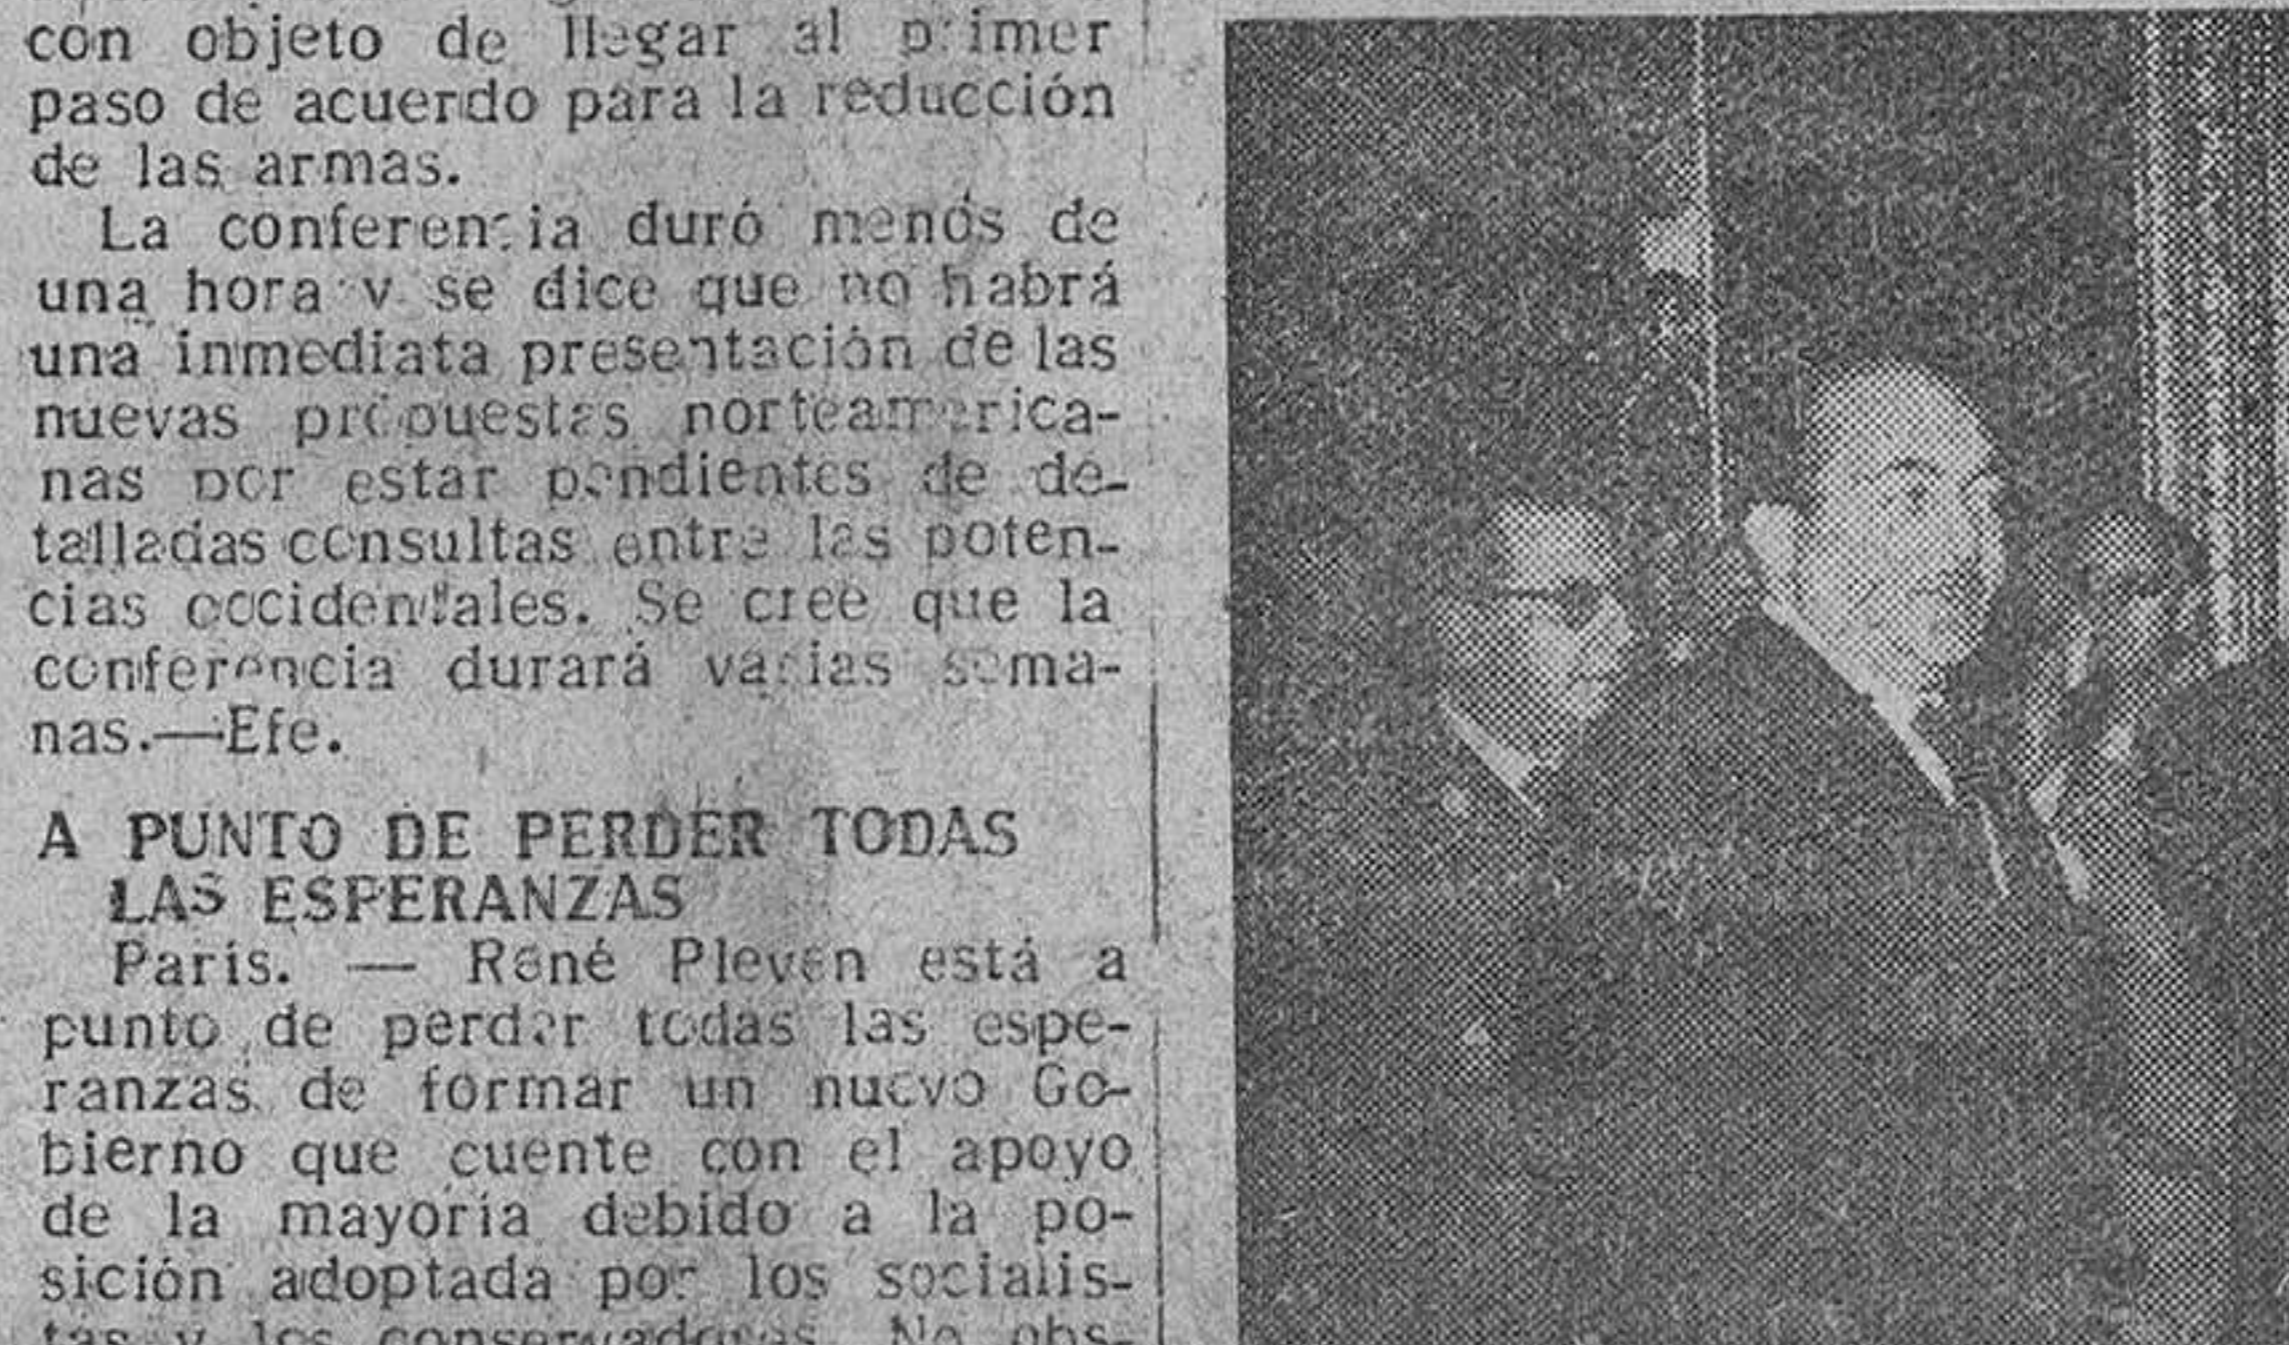 con objeto de llegar al primer
paso de acuerdo para la reducción
de las armas.
La conferencia duró menos de
una hora y se dice que no habrá
una inmediata presentación de las
nuevas propuestas norteamerica-
nas por estar pendientes de de-
talladas consultas entre las poten-
cias occidentales. Se cree que la
conferencia durará varias sema-
nas.—Efe.
A PUNTO DE PERDER TODAS
LAS ESPERANZAS
París. — René Pleven está a
punto de perder todas las espe-
ranzas de formar un nuevo Go-
bierno que cuente con el apoyo
de la mayoría debido a la po-
sición adoptada por los socialis-
tas y los conservadores. No obs-